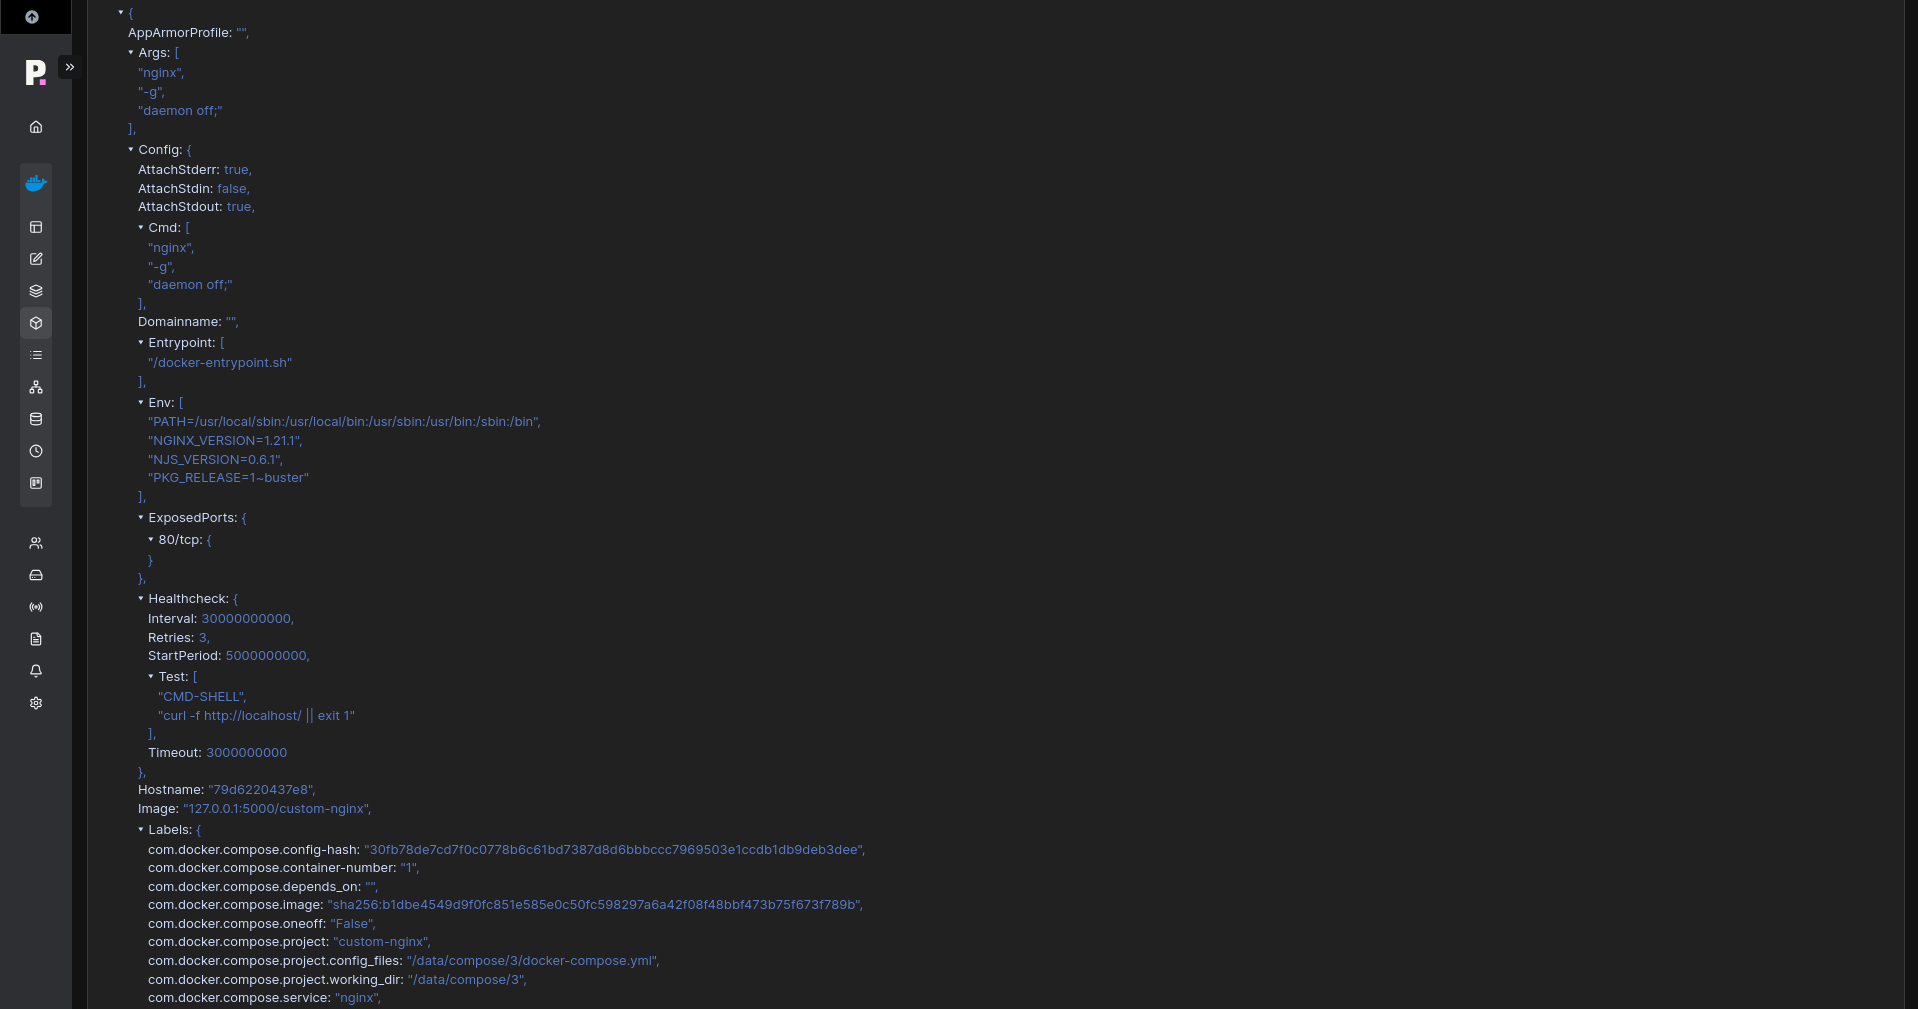 {
AppArmorProfile: "",
Args: [
"nginx",
"-g",
"daemon off;"
],
Config: {
AttachStderr: true,
AttachStdin: false,
AttachStdout: true,
Cmd: [
"nginx",
"-g",
"daemon off;"
],
Domainname: "",
Entrypoint: [
"/docker-entrypoint.sh"
],
Env: [
"PATH=/usr/local/sbin:/usr/local/bin:/usr/sbin:/usr/bin:/sbin:/bin",
"NGINX_VERSION=1.21.1",
"NJS_VERSION=0.6.1",
"PKG_RELEASE=1~buster"
],
ExposedPorts: {
80/tcp: {
}
},
Healthcheck: {
Interval: 30000000000,
Retries: 3,
StartPeriod: 5000000000,
Test: [
"CMD-SHELL",
"curl -f http://localhost/ || exit 1"
],
Timeout: 3000000000
},
Hostname: "79d6220437e8",
Image: "127.0.0.1:5000/custom-nginx",
Labels: {
com.docker.compose.config-hash: "30fb78de7cd7f0c0778b6c61bd7387d8d6bbbccc7969503e1ccdb1db9deb3dee",
com.docker.compose.container-number: "1",
com.docker.compose.depends_on: "",
com.docker.compose.image: "sha256:b1dbe4549d9f0fc851e585e0c50fc598297a6a42f08f48bbf473b75f673f789b",
com.docker.compose.oneoff: "False",
com.docker.compose.project: "custom-nginx",
com.docker.compose.project.config_files: "/data/compose/3/docker-compose.yml",
com.docker.compose.project.working_dir: "/data/compose/3",
com.docker.compose.service: "nginx",